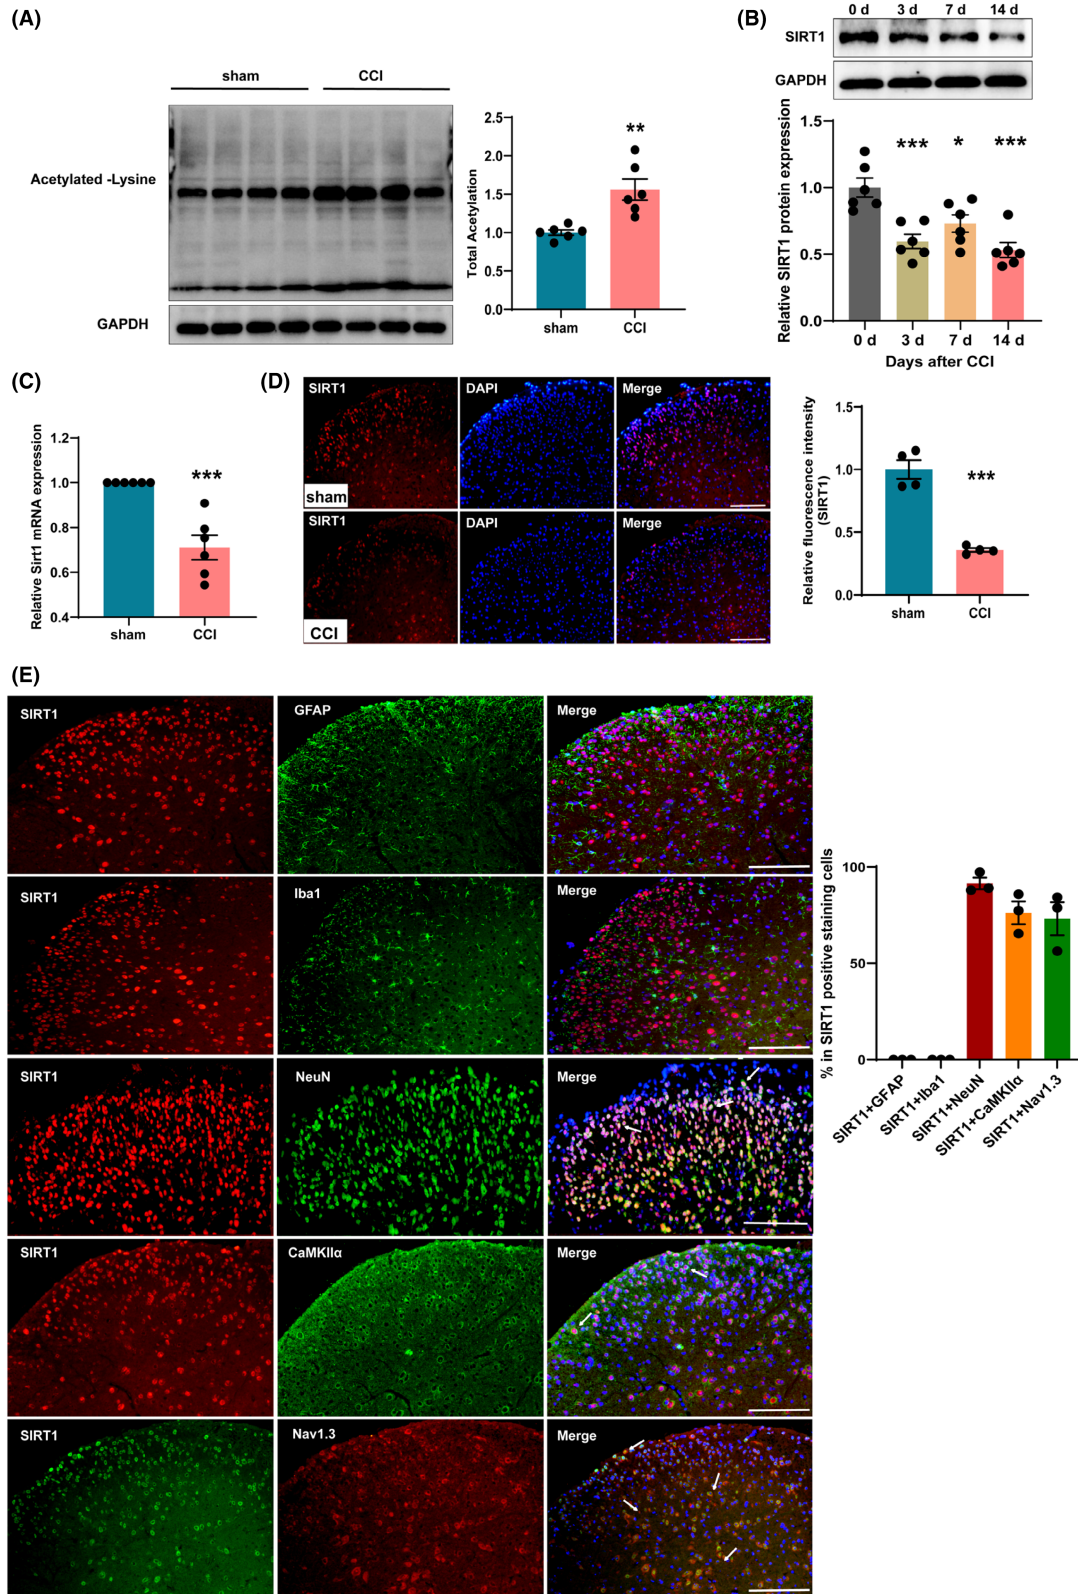 (A)
sham CCI
Acetylated -Lysine
GAPDH
Total Acetylation
2.5
2.0
1.5
1.0
0.5
0.0
**
sham CCI
(B)
0 d 3 d 7 d 14 d
SIRT1
GAPDH
Relative SIRT1 protein expression
1.5
1.0
0.5
0.0
*** * ***
0 d 3 d 7 d 14 d
Days after CCI
(C)
Relative Sirt1 mRNA expression
1.2
1.0
0.8
0.6
0.4
***
sham CCI
(D)
SIRT1 DAPI Merge
sham
SIRT1 DAPI Merge
CCI
Relative fluorescence intensity
(SIRT1)
1.5
1.0
0.5
0.0
***
sham CCI
(E)
SIRT1 GFAP Merge
SIRT1 Iba1 Merge
SIRT1 NeuN Merge
SIRT1 CaMKIIα Merge
SIRT1 Nav1.3 Merge
% in SIRT1 positive staining cells
100
50
0
SIRT1+GFAP
SIRT1+Iba1
SIRT1+NeuN
SIRT1+CaMKIIα
SIRT1+Nav1.3